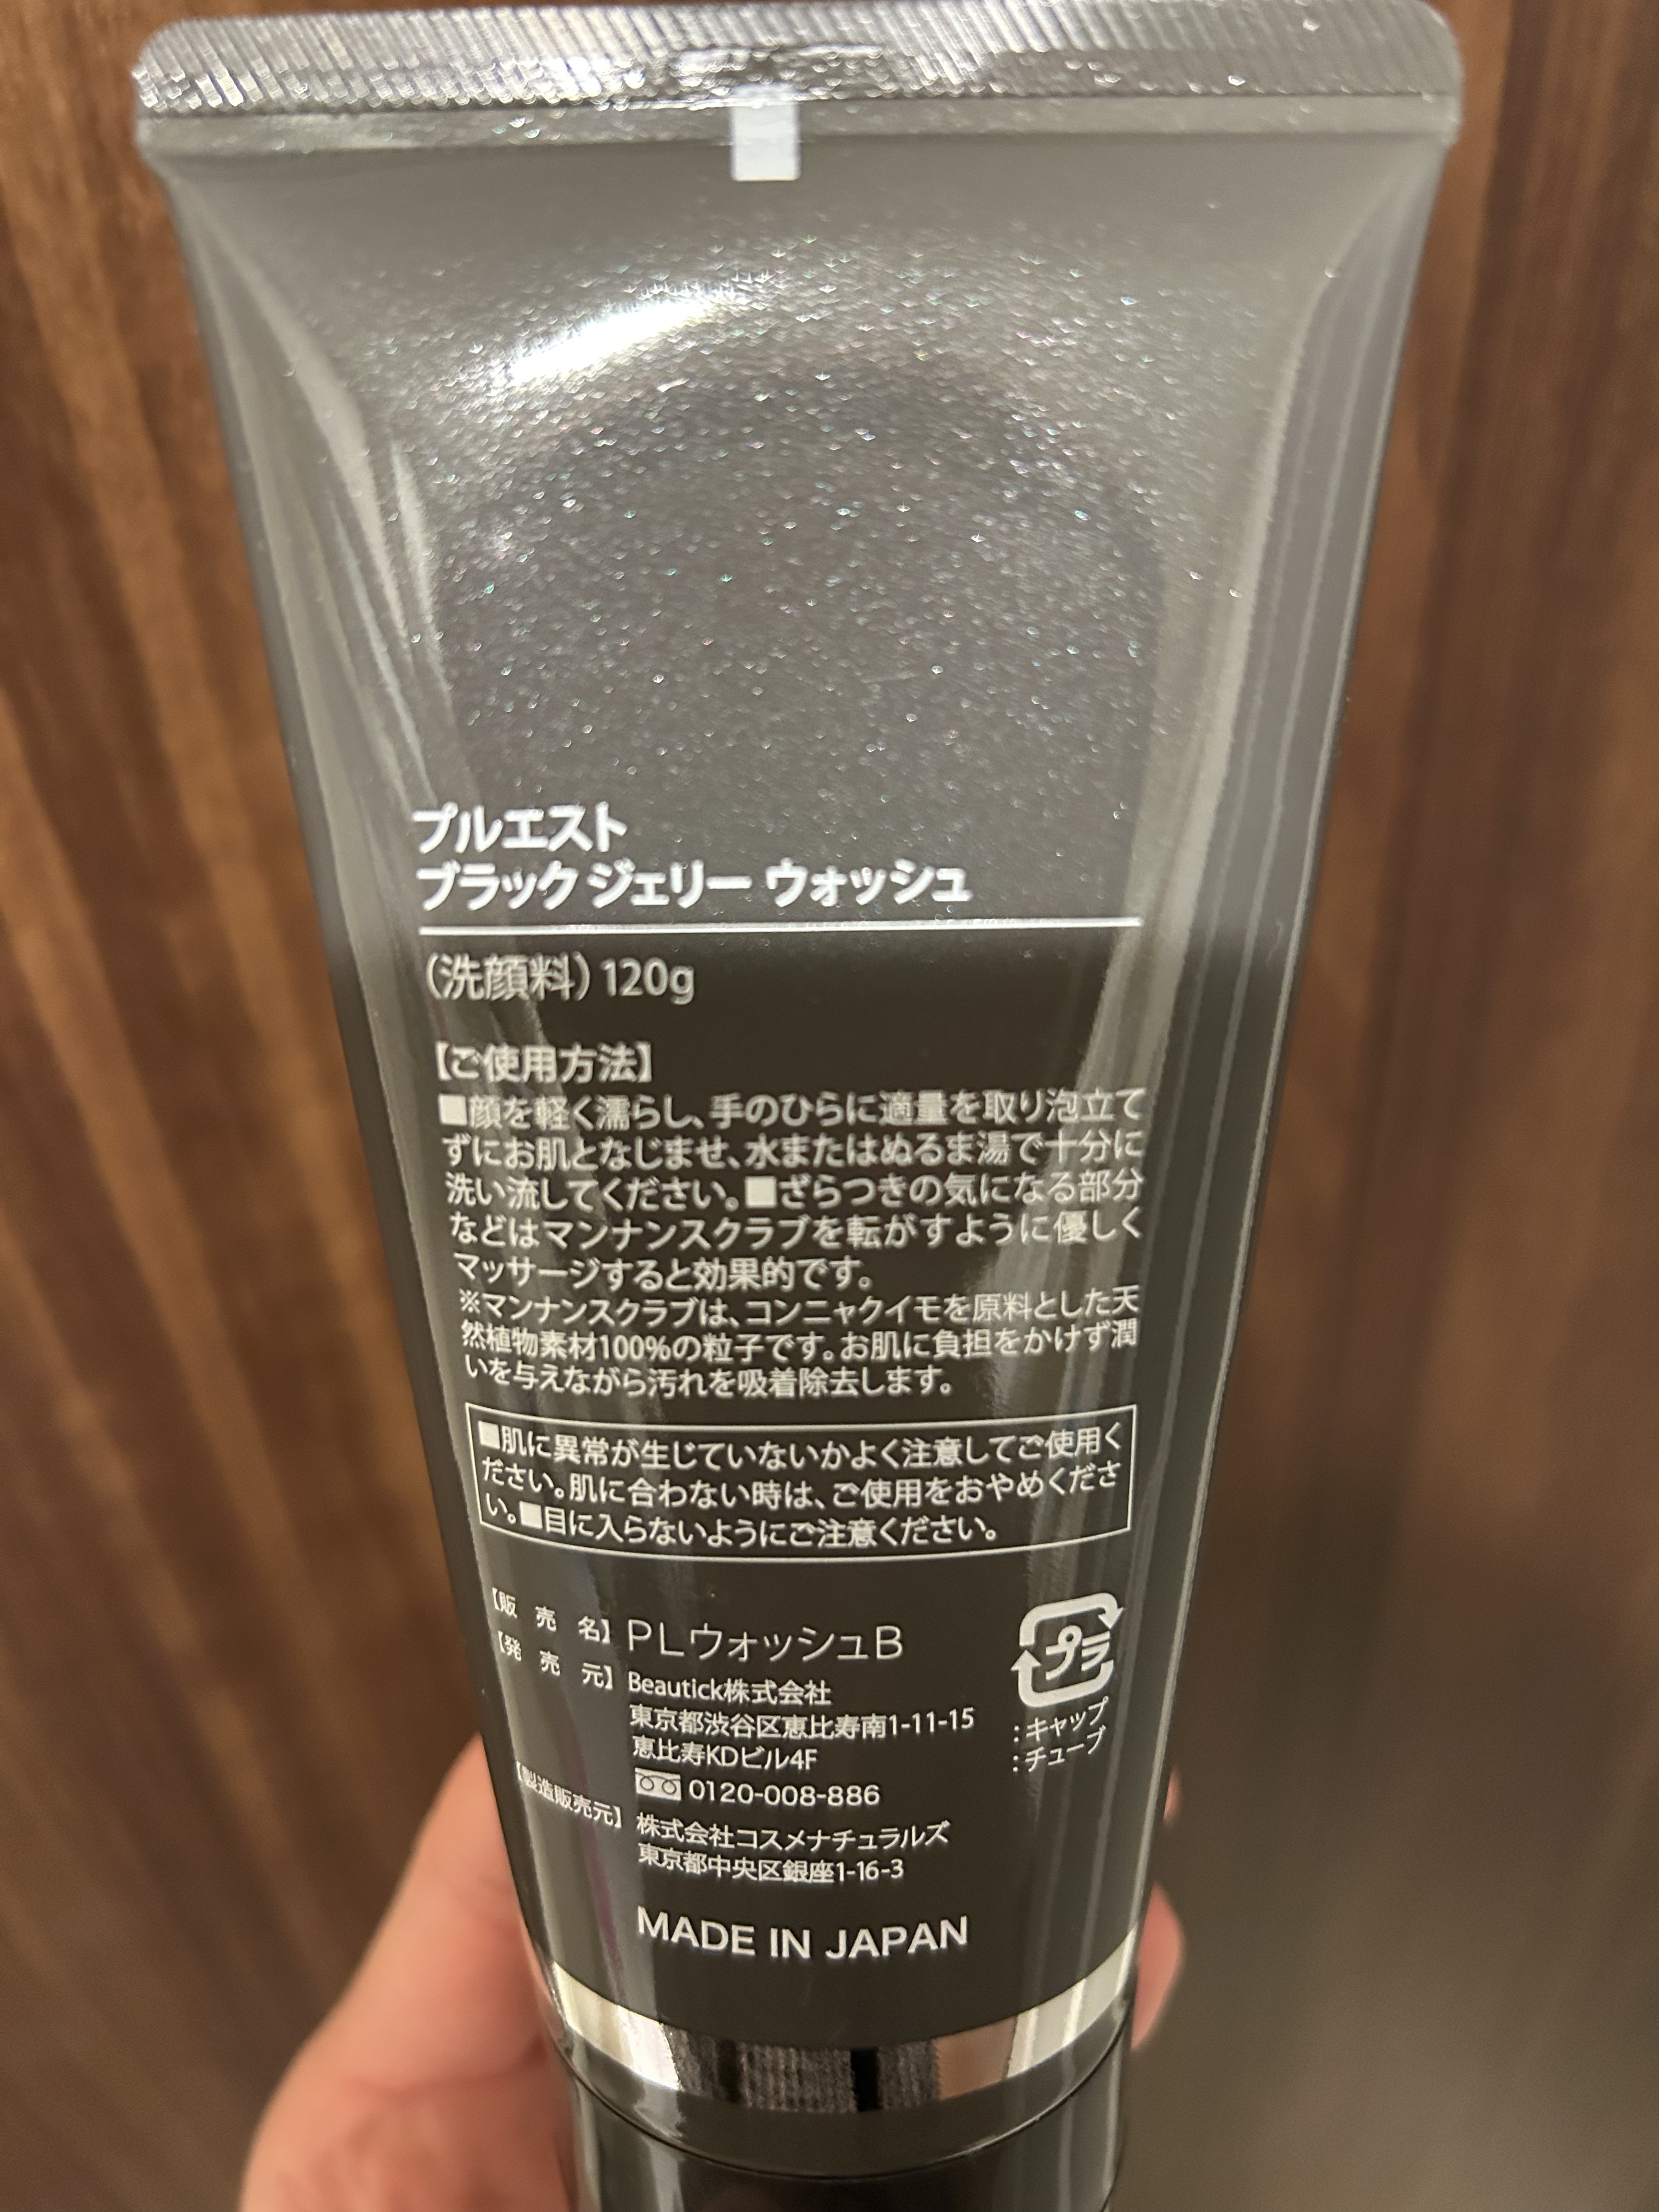 プルエスト
ブラック ジェリー ウォッシュ
（洗顔料）120g
【ご使用方法】
■顔を軽く濡らし、手のひらに適量を取り泡立て
ずにお肌となじませ、水またはぬるま湯で十分に
洗い流してください。■ざらつきの気になる部分
などはマンナンスクラブを転がすように優しく
マッサージすると効果的です。
※マンナンスクラブは、コンニャクイモを原料とした天
然植物素材100%の粒子です。お肌に負担をかけず潤
いを与えながら汚れを吸着除去します。
■肌に異常が生じていないかよく注意してご使用く
ださい。肌に合わない時は、ご使用をおやめくださ
い。■目に入らないようにご注意ください。
【販 売 名】PLウォッシュB
【発 売 元】Beautick株式会社
東京都渋谷区恵比寿南1-11-15
恵比寿KDビル4F
0120-008-886
【製造販売元】株式会社コスメナチュラルズ
東京都中央区銀座1-16-3
プラ
：キャップ
：チューブ
MADE IN JAPAN